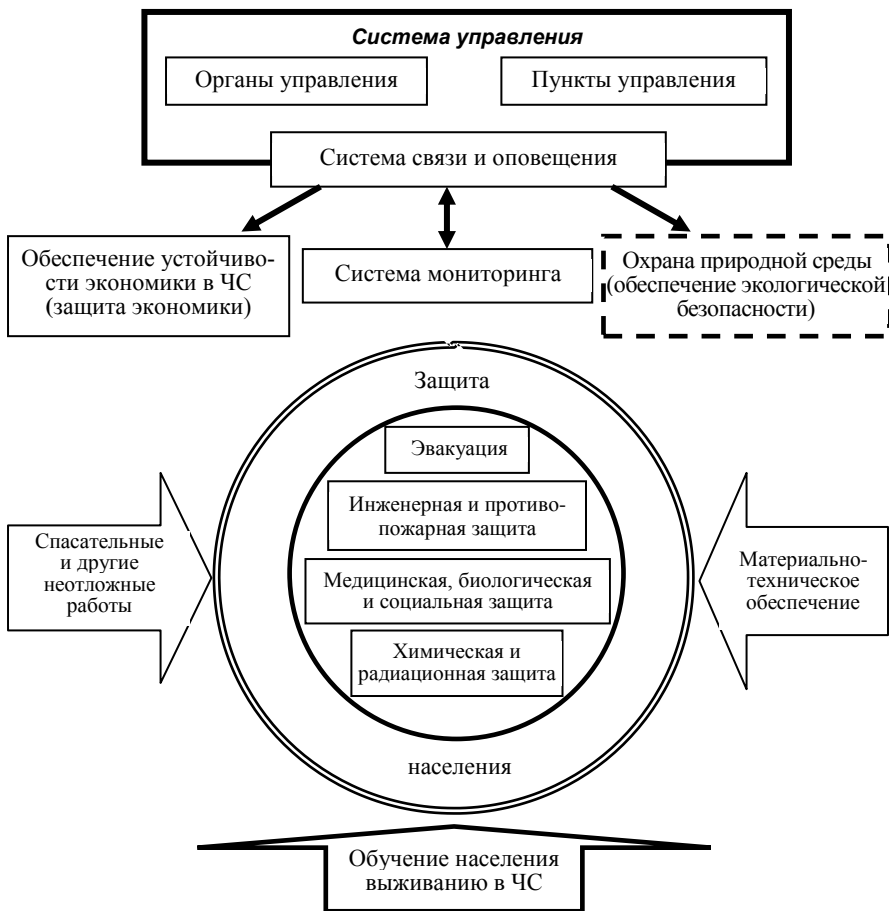 Система управления
Органы управления
Пункты управления
Система связи и оповещения
Обеспечение устойчиво-
сти экономики в ЧС
(защита экономики)
Система мониторинга
Охрана природной среды
(обеспечение экологической
безопасности)
Защита
Эвакуация
Инженерная и противо-
пожарная защита
Медицинская, биологическая
и социальная защита
Химическая и
радиационная защита
населения
Спасательные
и другие
неотложные
работы
Материально-
техническое
обеспечение
Обучение населения
выживанию в ЧС